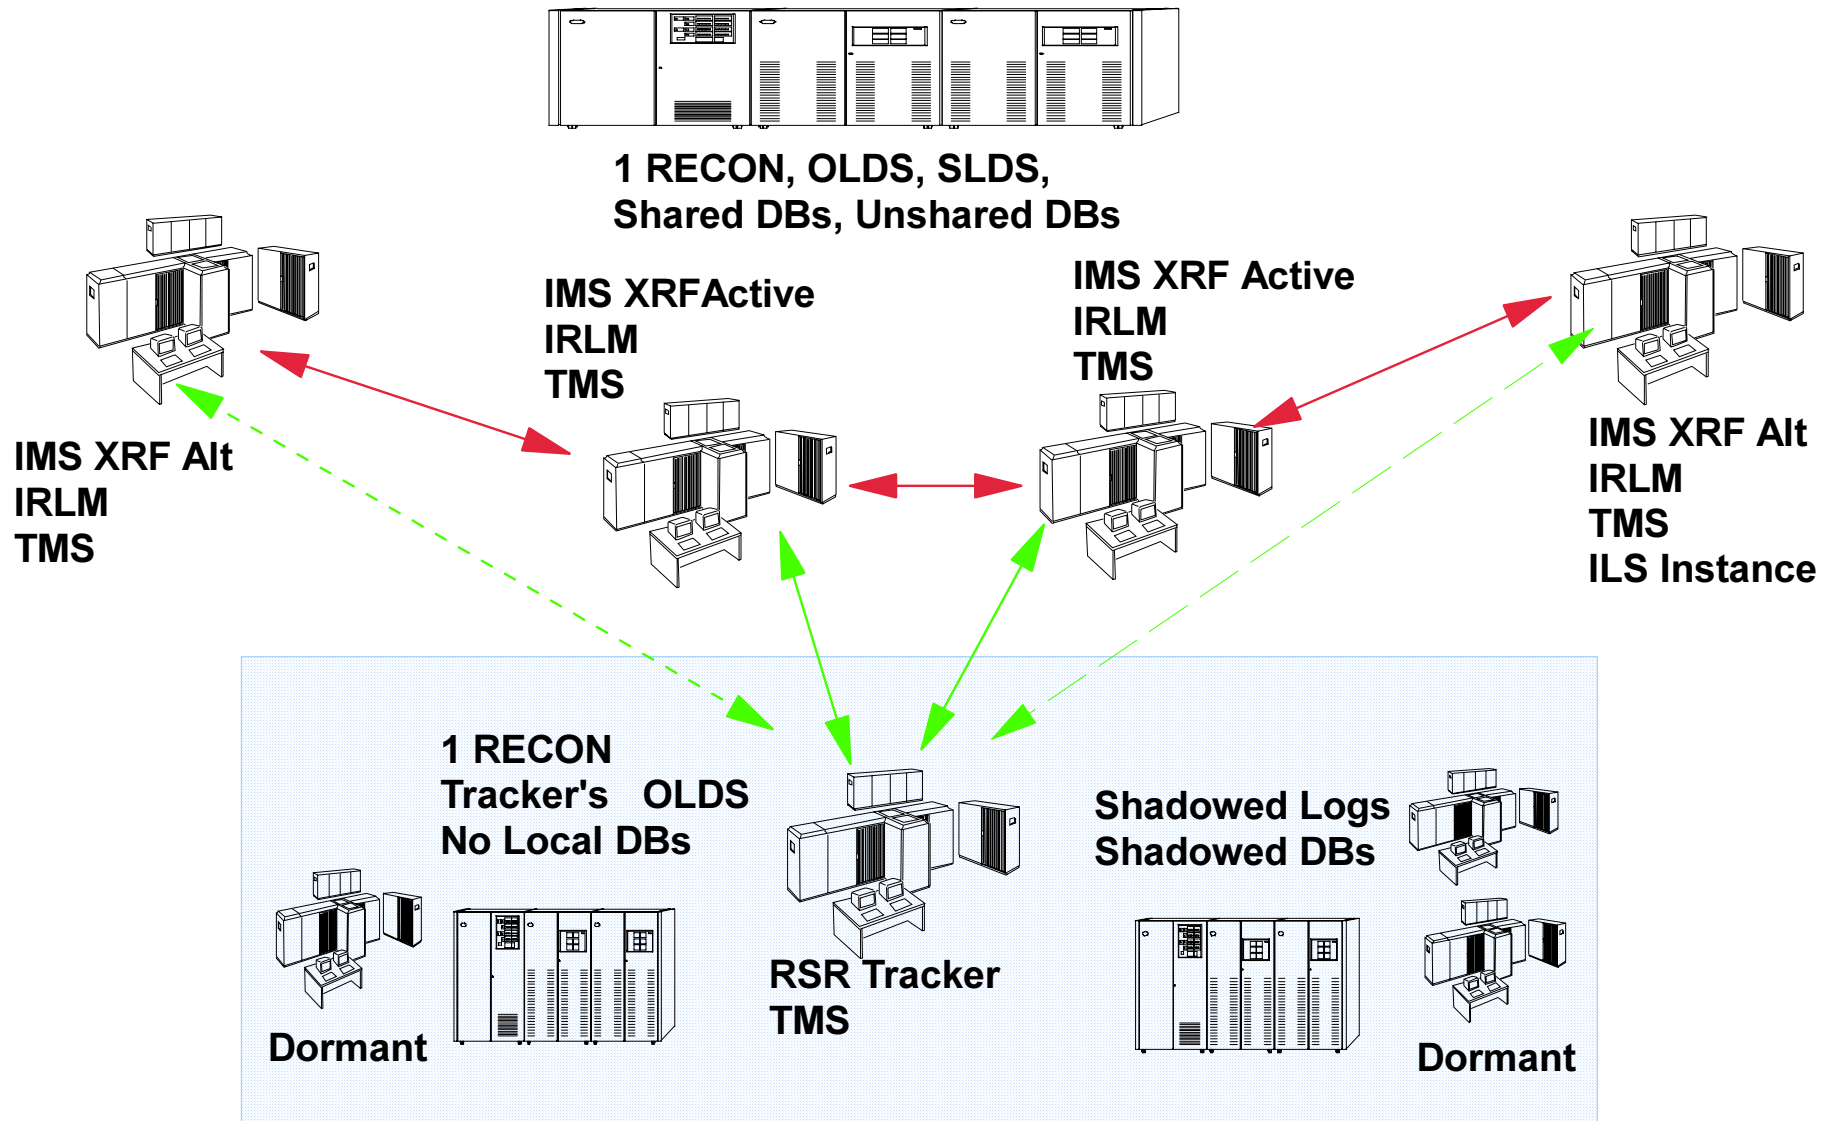 1 RECON, OLDS, SLDS,
Shared DBs, Unshared DBs
IMS XRFActive
IRLM
TMS
IMS XRF Active
IRLM
TMS
IMS XRF Alt
IRLM
TMS
IMS XRF Alt
IRLM
TMS
ILS Instance
1 RECON
Tracker's OLDS
No Local DBs
Shadowed Logs
Shadowed DBs
RSR Tracker
TMS
Dormant
Dormant